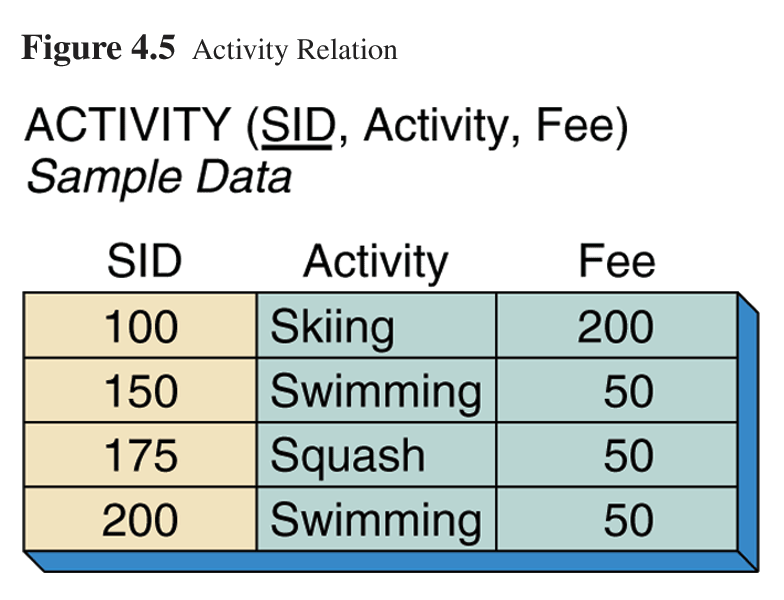 Figure 4.5 Activity Relation
ACTIVITY (SID, Activity, Fee)
Sample Data
SID Activity Fee
100 Skiing 200
150 Swimming 50
175 Squash 50
200 Swimming 50